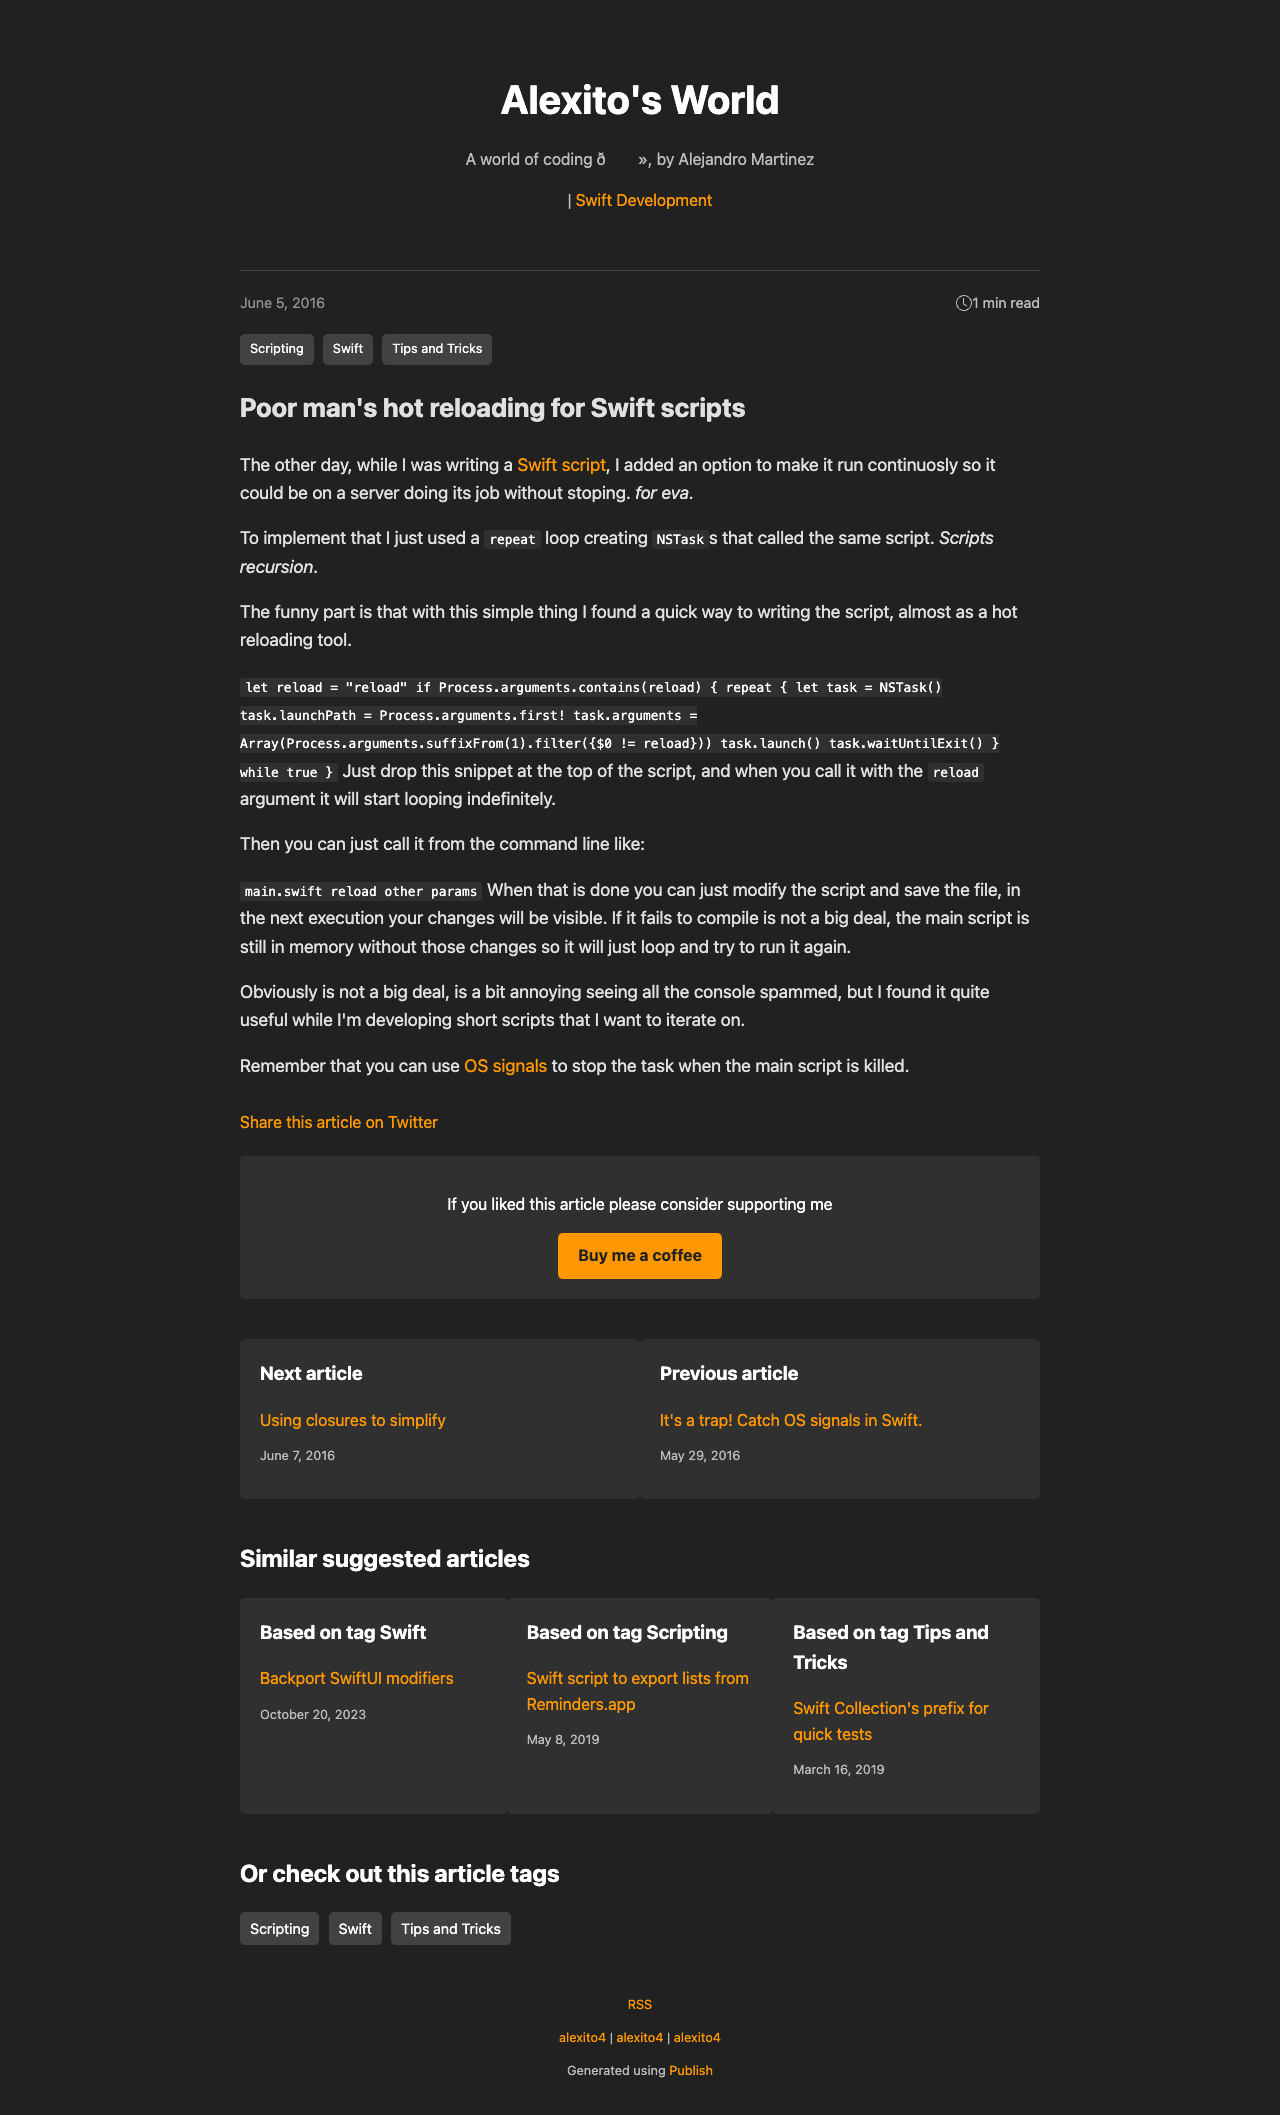 Alexito's World
A world of coding ð    », by Alejandro Martinez
| Swift Development
June 5, 2016
1 min read
Scripting Swift Tips and Tricks
Poor man's hot reloading for Swift scripts
The other day, while I was writing a Swift script, I added an option to make it run continuosly so it
could be on a server doing its job without stoping. for eva.
To implement that I just used a repeat loop creating NSTasks that called the same script. Scripts
recursion.
The funny part is that with this simple thing I found a quick way to writing the script, almost as a hot
reloading tool.
let reload = "reload" if Process.arguments.contains(reload) { repeat { let task = NSTask()
task.launchPath = Process.arguments.first! task.arguments =
Array(Process.arguments.suffixFrom(1).filter({$0 != reload})) task.launch() task.waitUntilExit() }
while true } Just drop this snippet at the top of the script, and when you call it with the reload
argument it will start looping indefinitely.
Then you can just call it from the command line like:
main.swift reload other params When that is done you can just modify the script and save the file, in
the next execution your changes will be visible. If it fails to compile is not a big deal, the main script is
still in memory without those changes so it will just loop and try to run it again.
Obviously is not a big deal, is a bit annoying seeing all the console spammed, but I found it quite
useful while I'm developing short scripts that I want to iterate on.
Remember that you can use OS signals to stop the task when the main script is killed.
Share this article on Twitter
If you liked this article please consider supporting me
Buy me a coffee
Next article
Using closures to simplify
June 7, 2016
Previous article
It's a trap! Catch OS signals in Swift.
May 29, 2016
Similar suggested articles
Based on tag Swift
Backport SwiftUI modifiers
October 20, 2023
Based on tag Scripting
Swift script to export lists from
Reminders.app
May 8, 2019
Based on tag Tips and
Tricks
Swift Collection's prefix for
quick tests
March 16, 2019
Or check out this article tags
Scripting Swift Tips and Tricks
RSS
alexito4 | alexito4 | alexito4
Generated using Publish